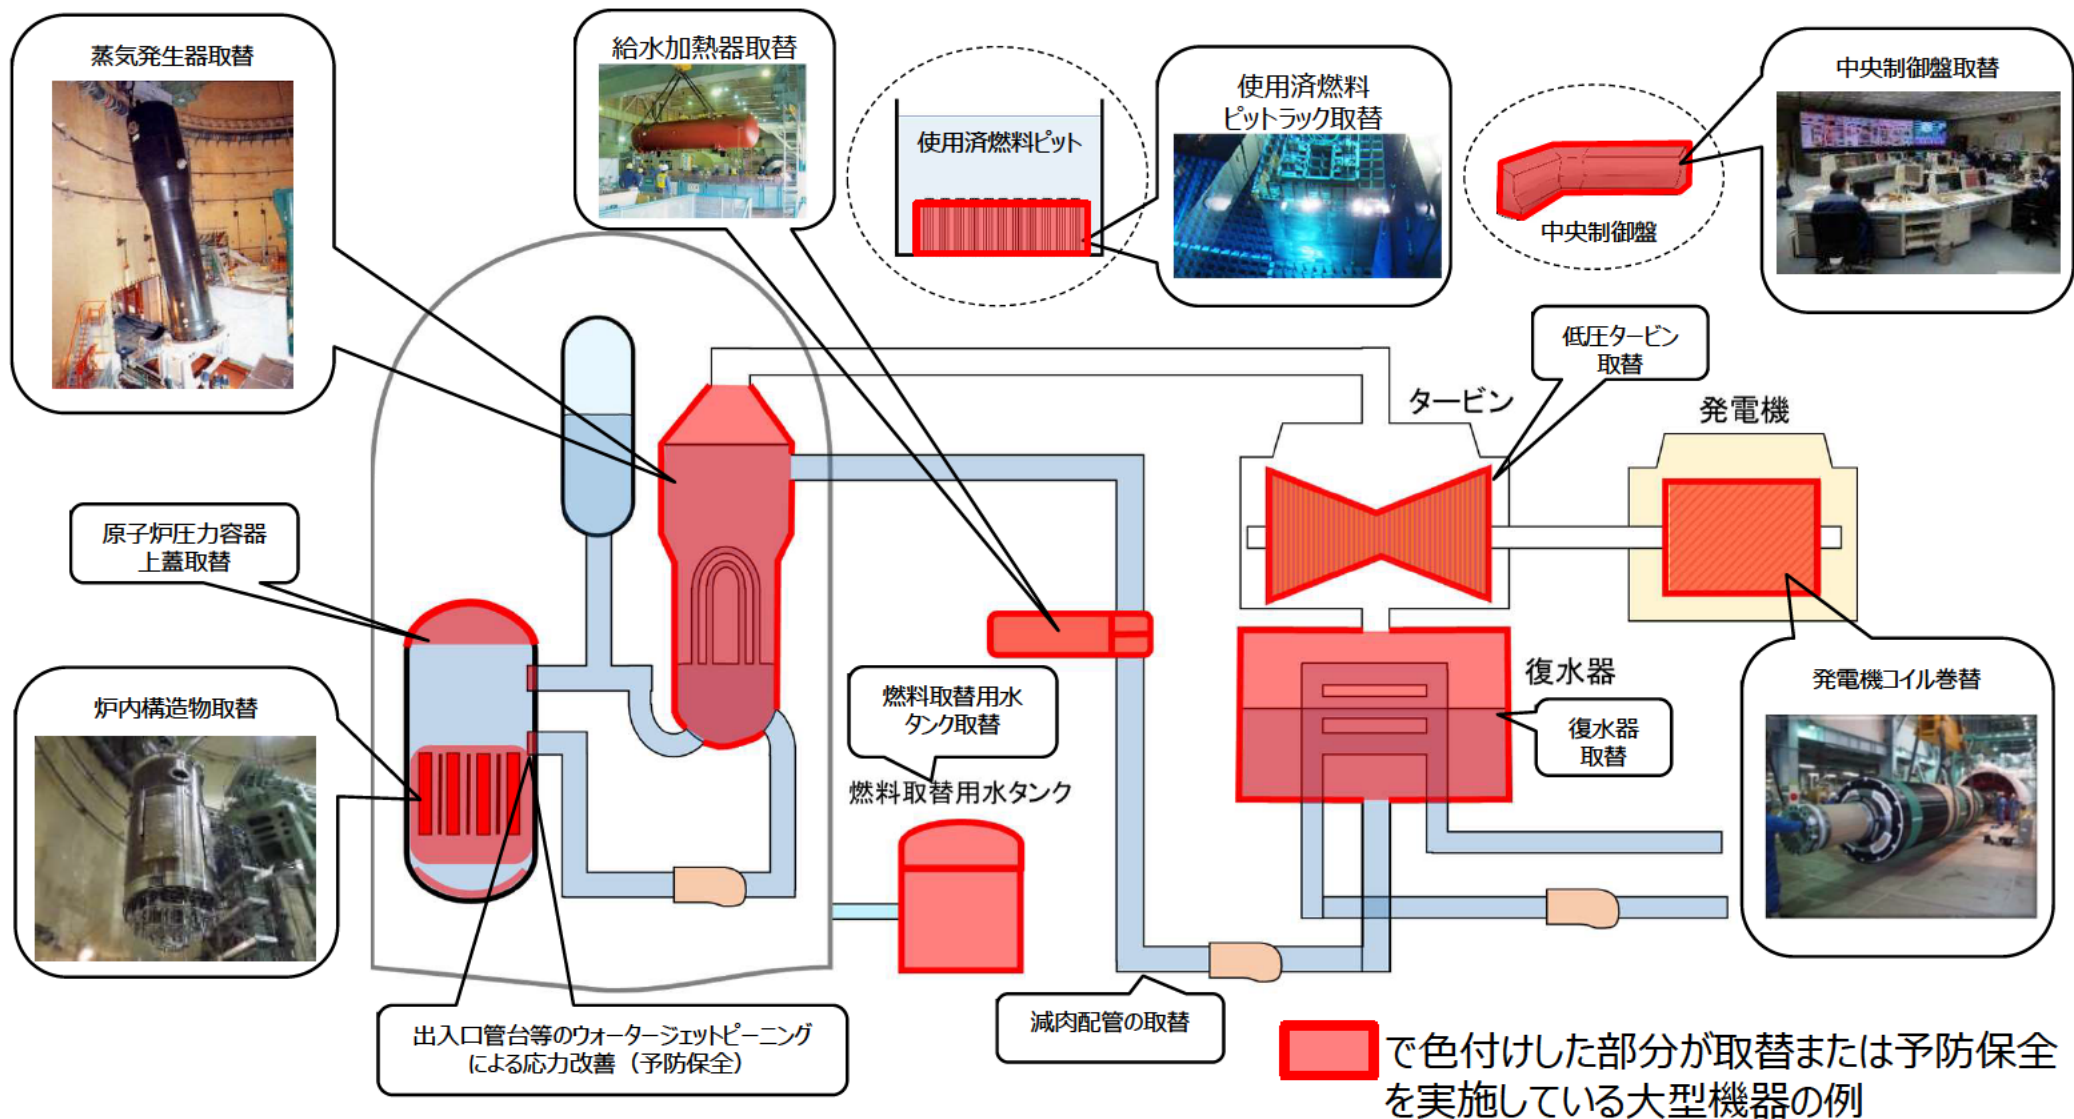 蒸気発生器取替
給水加熱器取替
使用済燃料ピット
使用済燃料
ピットラック取替
中央制御盤
中央制御盤取替
低圧タービン
取替
タービン
発電機
原子炉圧力容器
上蓋取替
炉内構造物取替
燃料取替用水
タンク取替
燃料取替用水タンク
復水器
復水器
取替
発電機コイル巻替
出入口管台等のウォータージェットピーニング
による応力改善（予防保全）
減肉配管の取替
で色付けした部分が取替または予防保全
を実施している大型機器の例